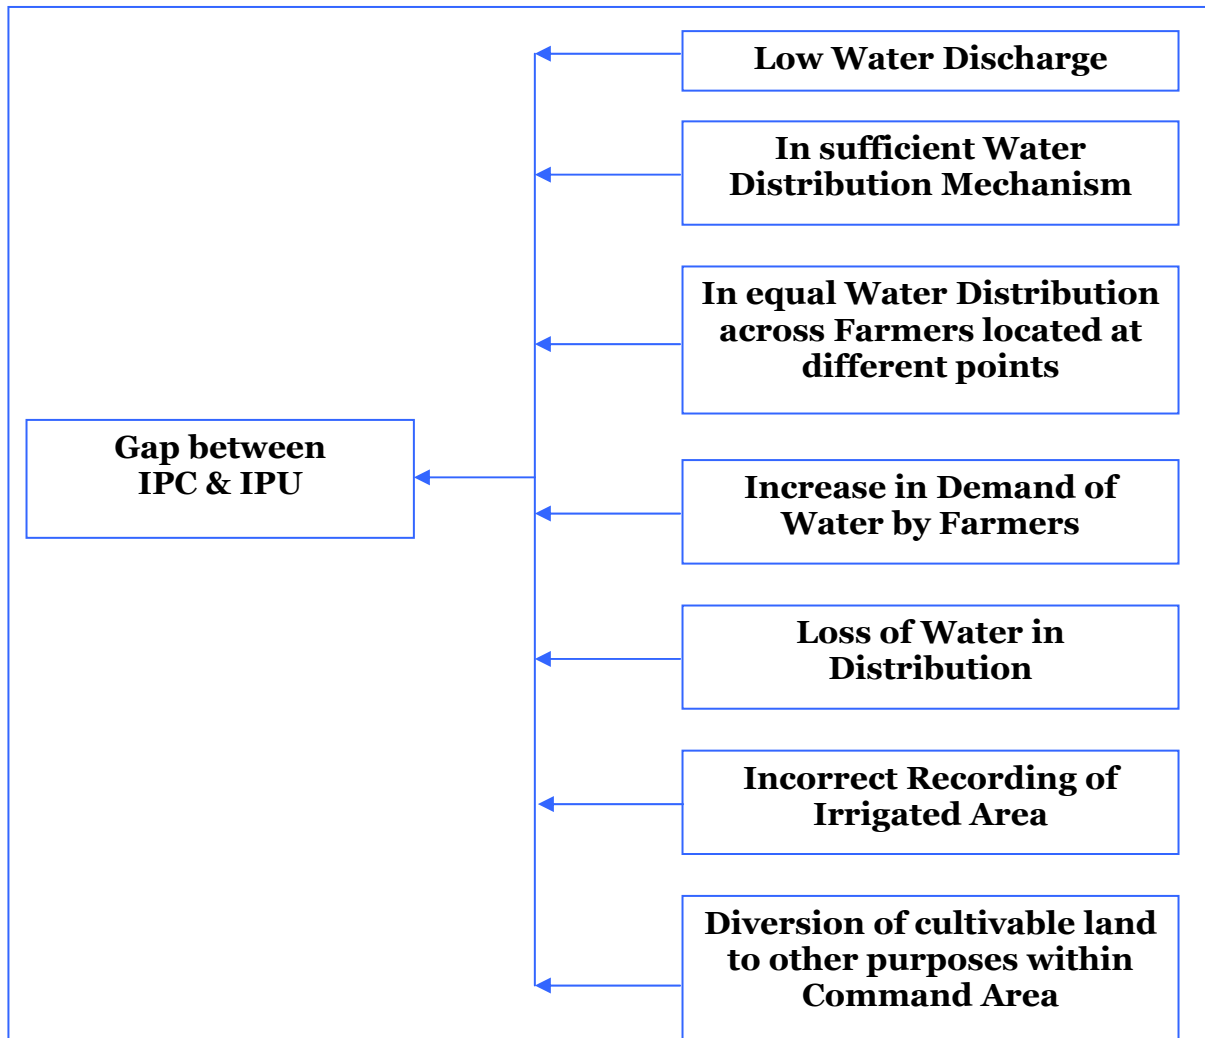 Low Water Discharge
In sufficient Water
Distribution Mechanism
In equal Water Distribution
across Farmers located at
different points
Gap between
IPC & IPU
Increase in Demand of
Water by Farmers
Loss of Water in
Distribution
Incorrect Recording of
Irrigated Area
Diversion of cultivable land
to other purposes within
Command Area